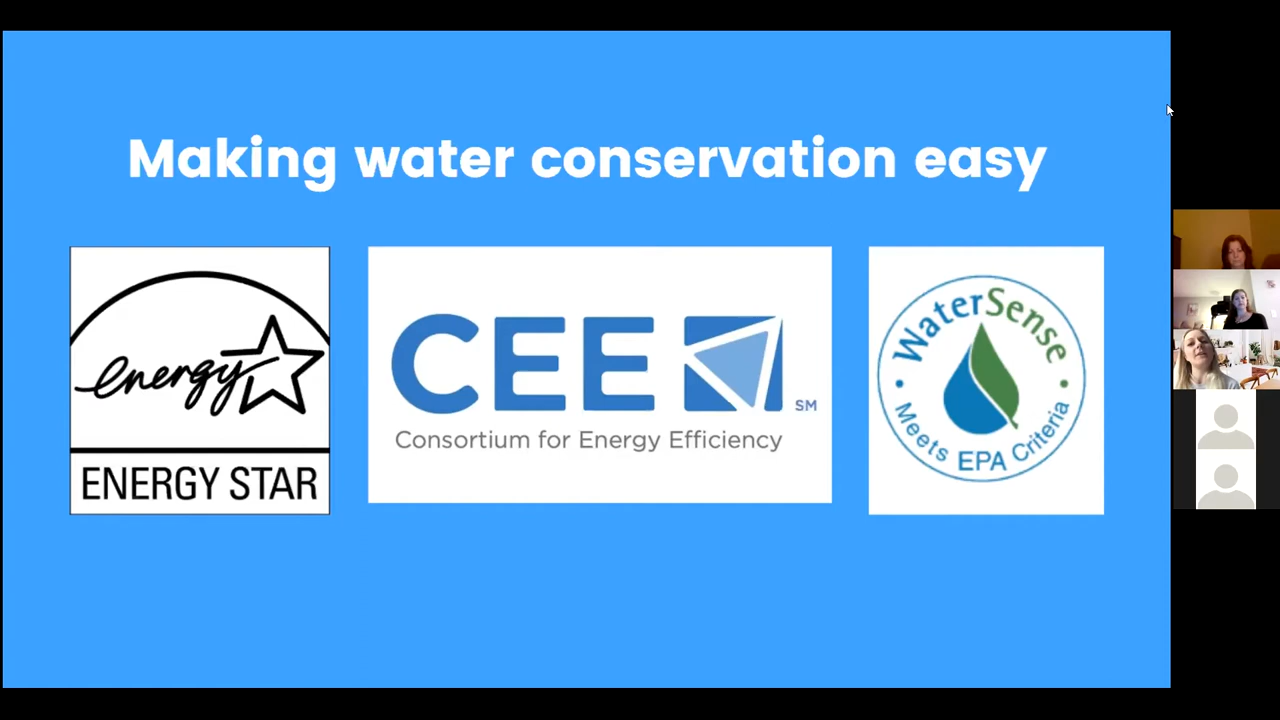 Making water conservation easy
energy
ENERGY STAR
CEE SM
Consortium for Energy Efficiency
WaterSense
Meets EPA Criteria